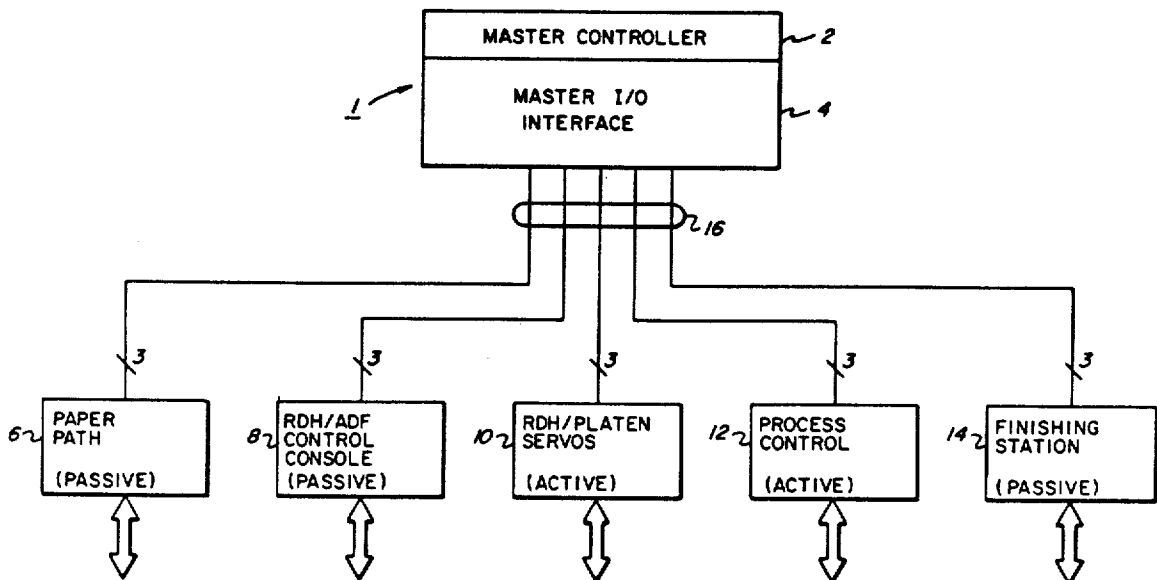 MASTER CONTROLLER
2
1
MASTER I/O
INTERFACE
4
16
3
3
3
3
3
6
PAPER
PATH
(PASSIVE)
8
RDH/ADF
CONTROL
CONSOLE
(PASSIVE)
10
RDH/PLATEN
SERVOS
(ACTIVE)
12
PROCESS
CONTROL
(ACTIVE)
14
FINISHING
STATION
(PASSIVE)